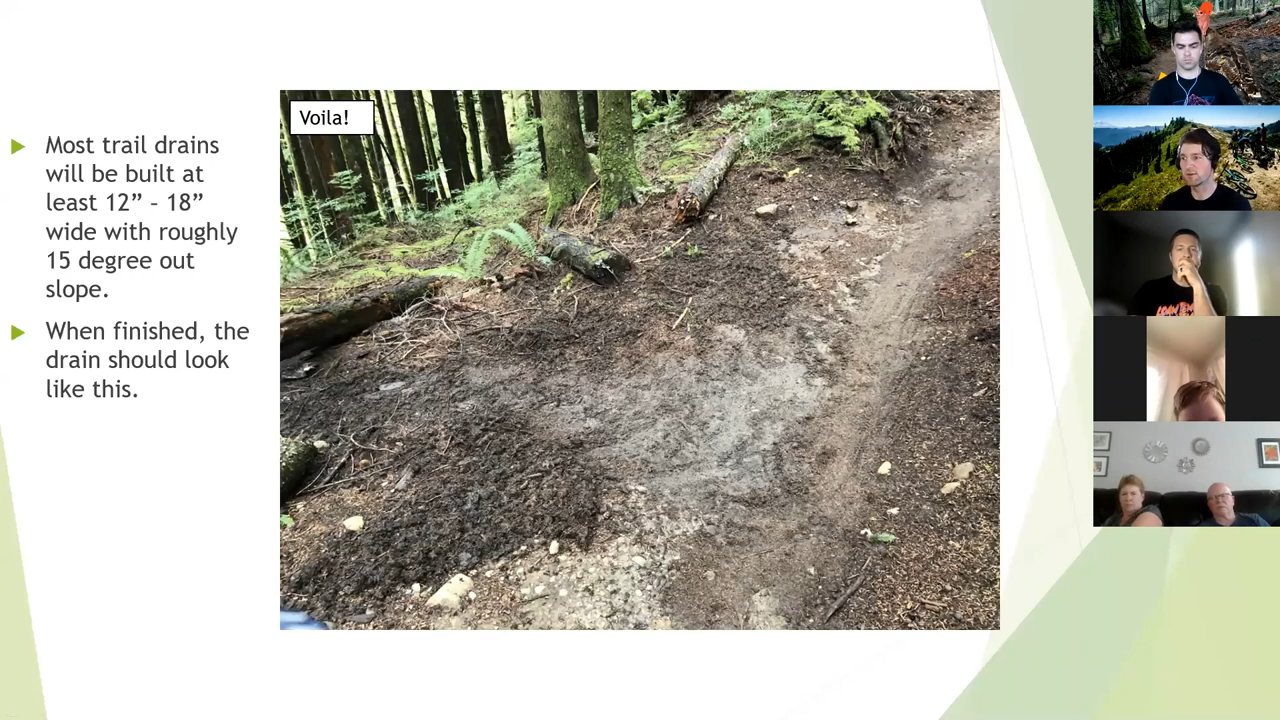 Voila!
Most trail drains
will be built at
least 12” – 18”
wide with roughly
15 degree out
slope.
When finished, the
drain should look
like this.